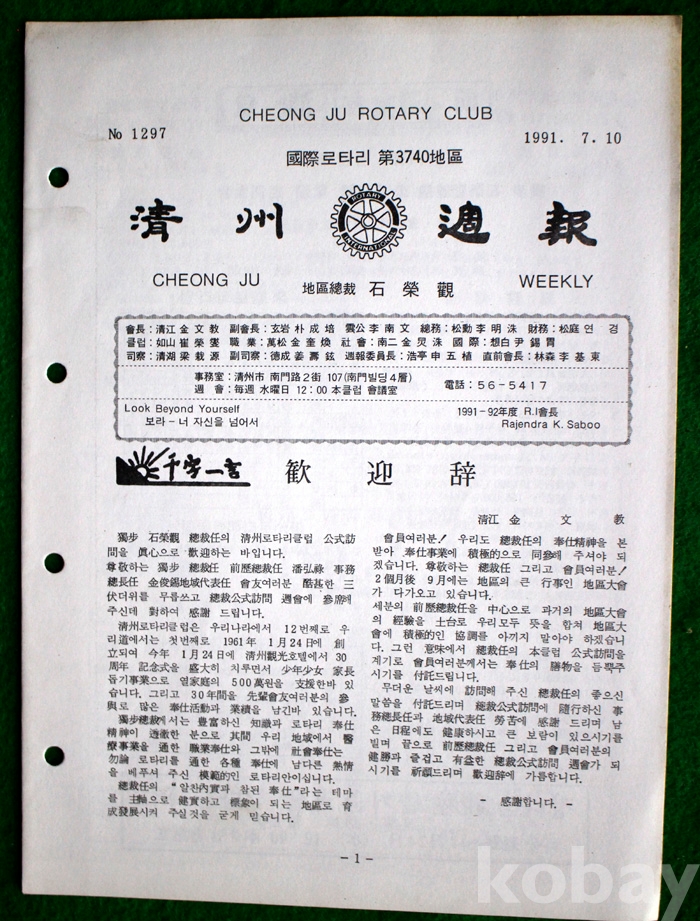 CHEONG JU ROTARY CLUB
No 1297
1991. 7. 10
國際로타리 第3740地區
淸州 週報
ROTARY INTERNATIONAL
CHEONG JU WEEKLY
地區總裁 石榮觀
會長:淸江 金文教 副會長:玄岩 朴成培 雲公 李南文 總務:松動 李明洙 財務:松庭 연경
클럽:如山 崔榮雲 職業:萬松 金奎煥 社會:南二 金炅洙 國際:想白 尹錫胃
司察:淸湖 梁栽源 副司察:德成 姜壽鉉 週報委員長:浩亭 申五植 直前會長:林森 李基東
事務室:淸州市 南門路2街 107(南門빌딩4層)
週會:每週 水曜日 12:00 本클럽 會議室
電話:56-5417
Look Beyond Yourself
보라-너 자신을 넘어서
1991-92年度 R.I會長
Rajendra K. Saboo
千字一言
歡迎辞
淸江 金文教
獨步 石榮觀 總裁任의 淸州로타리클럽 公式訪
問을 眞心으로 歡迎하는 바입니다.
尊敬하는 獨步 總裁任 前歷總裁任 潘弘祿 事務
總長任 金俊錫地域代表任 會友여러분 酷甚한 三
伏더위를 무릅쓰고 總裁公式訪問 週會에 參席해
주신데 對하여 感謝 드립니다.
淸州로타리클럽은 우리나라에서 12번째로 우
리道에서는 첫번째로 1961年 1月24日에 創
立되여 今年 1月24日에 淸州觀光호텔에서 30
周年 記念式을 盛大히 치루면서 少年少女 家長
돕기事業으로 열家庭의 500萬원을 支援한바 있
습니다. 그리고 30年間을 先輩會友여러분의 參
與로 많은 奉仕活動과 業績을 남긴바 있습니다.
獨步總裁께서는 豊富하신 知識과 로타리 奉仕
精神이 透徹한 분으로 其間 우리 地域에서 醫
療事業을 通한 職業奉仕와 그밖에 社會奉仕는
勿論 로타리를 通한 各種 奉仕에 남다른 熱情
을 베푸셔 주신 模範的인 로타리안이십니다.
總裁任의 "알찬內實과 참된 奉仕"라는 테마
를 主軸으로 健實하고 標象이 되는 地區로 育
成發展시켜 주실것을 굳게 믿습니다.
會員여러분! 우리도 總裁任의 奉仕精神을 본
받아 奉仕事業에 積極的으로 同參해 주셔야 되
겠습니다. 尊敬하는 總裁任 그리고 會員여러분!
2個月後 9月에는 地區의 큰 行事인 地區大會
가 다가오고 있습니다.
세분의 前歷總裁任을 中心으로 과거의 地區大會
의 經驗을 土台로 우리모두 뜻을 합쳐 地區大
會에 積極的인 協調를 아끼지 말아야 하겠습니
다. 그런 意味에서 總裁任의 本클럽 公式訪問을
계기로 會員여러분께서는 奉仕의 勝物을 듬뿍주
시기를 付託드립니다.
무더운 날씨에 訪問해 주신 總裁任의 좋으신
말씀을 付託드리며 總裁公式訪問에 隨行하신 事
務總長任과 地域代表任 勞苦에 感謝 드리며 남
은 日程에도 健康하시고 큰 보람이 있으시기를
빌며 끝으로 前歷總裁任 그리고 會員여러분의
健勝과 즐겁고 有益한 總裁公式訪問 週會가 되
시기를 祈願드리며 歡迎辞에 가름합니다.
- 感謝합니다. -
- 1 -
kobay